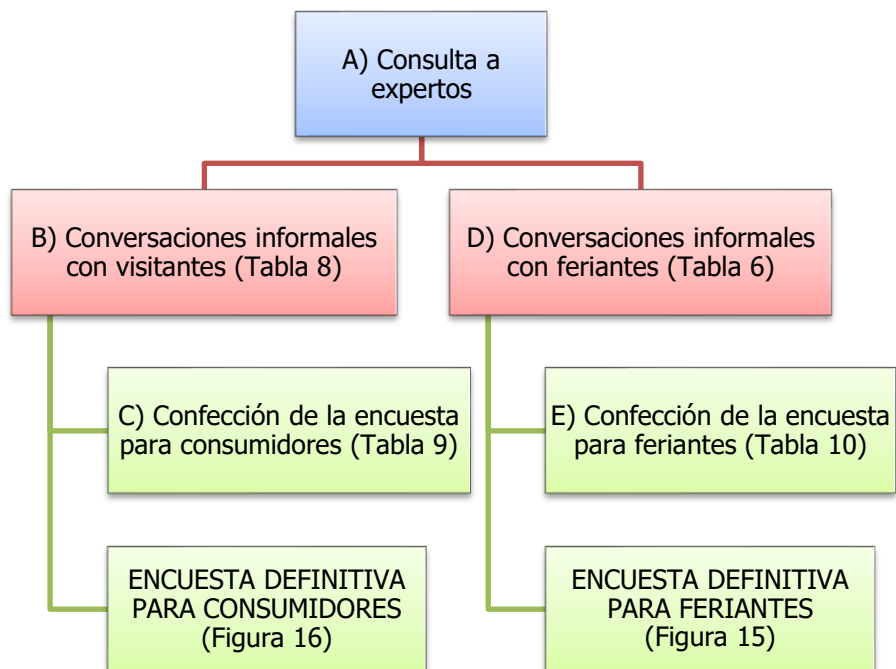 A) Consulta a
expertos
B) Conversaciones informales
con visitantes (Tabla 8)
D) Conversaciones informales
con feriantes (Tabla 6)
C) Confección de la encuesta
para consumidores (Tabla 9)
E) Confección de la encuesta
para feriantes (Tabla 10)
ENCUESTA DEFINITIVA
PARA CONSUMIDORES
(Figura 16)
ENCUESTA DEFINITIVA
PARA FERIANTES
(Figura 15)